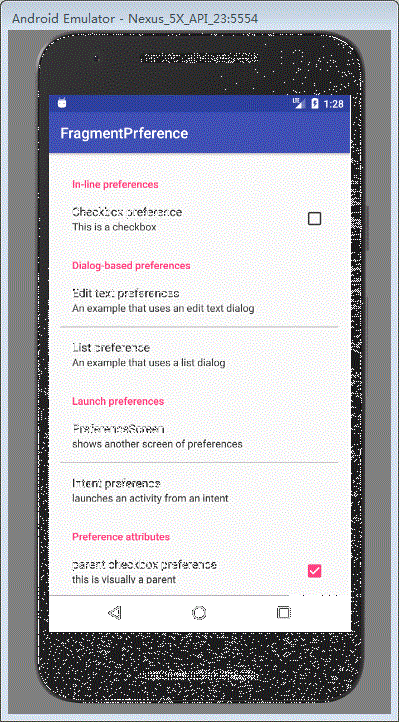 Android Emulator - Nexus_5X_API_23:5554
LTE 1:28
FragmentPrference
In-line preferences
Checkbox preference
This is a checkbox
Dialog-based preferences
Edit text preferences
An example that uses an edit text dialog
List preference
An example that uses a list dialog
Launch preferences
PreferenceScreen
shows another screen of preferences
Intent preference
launches an activity from an intent
Preference attributes
parent checkbox preference
this is visually a parent